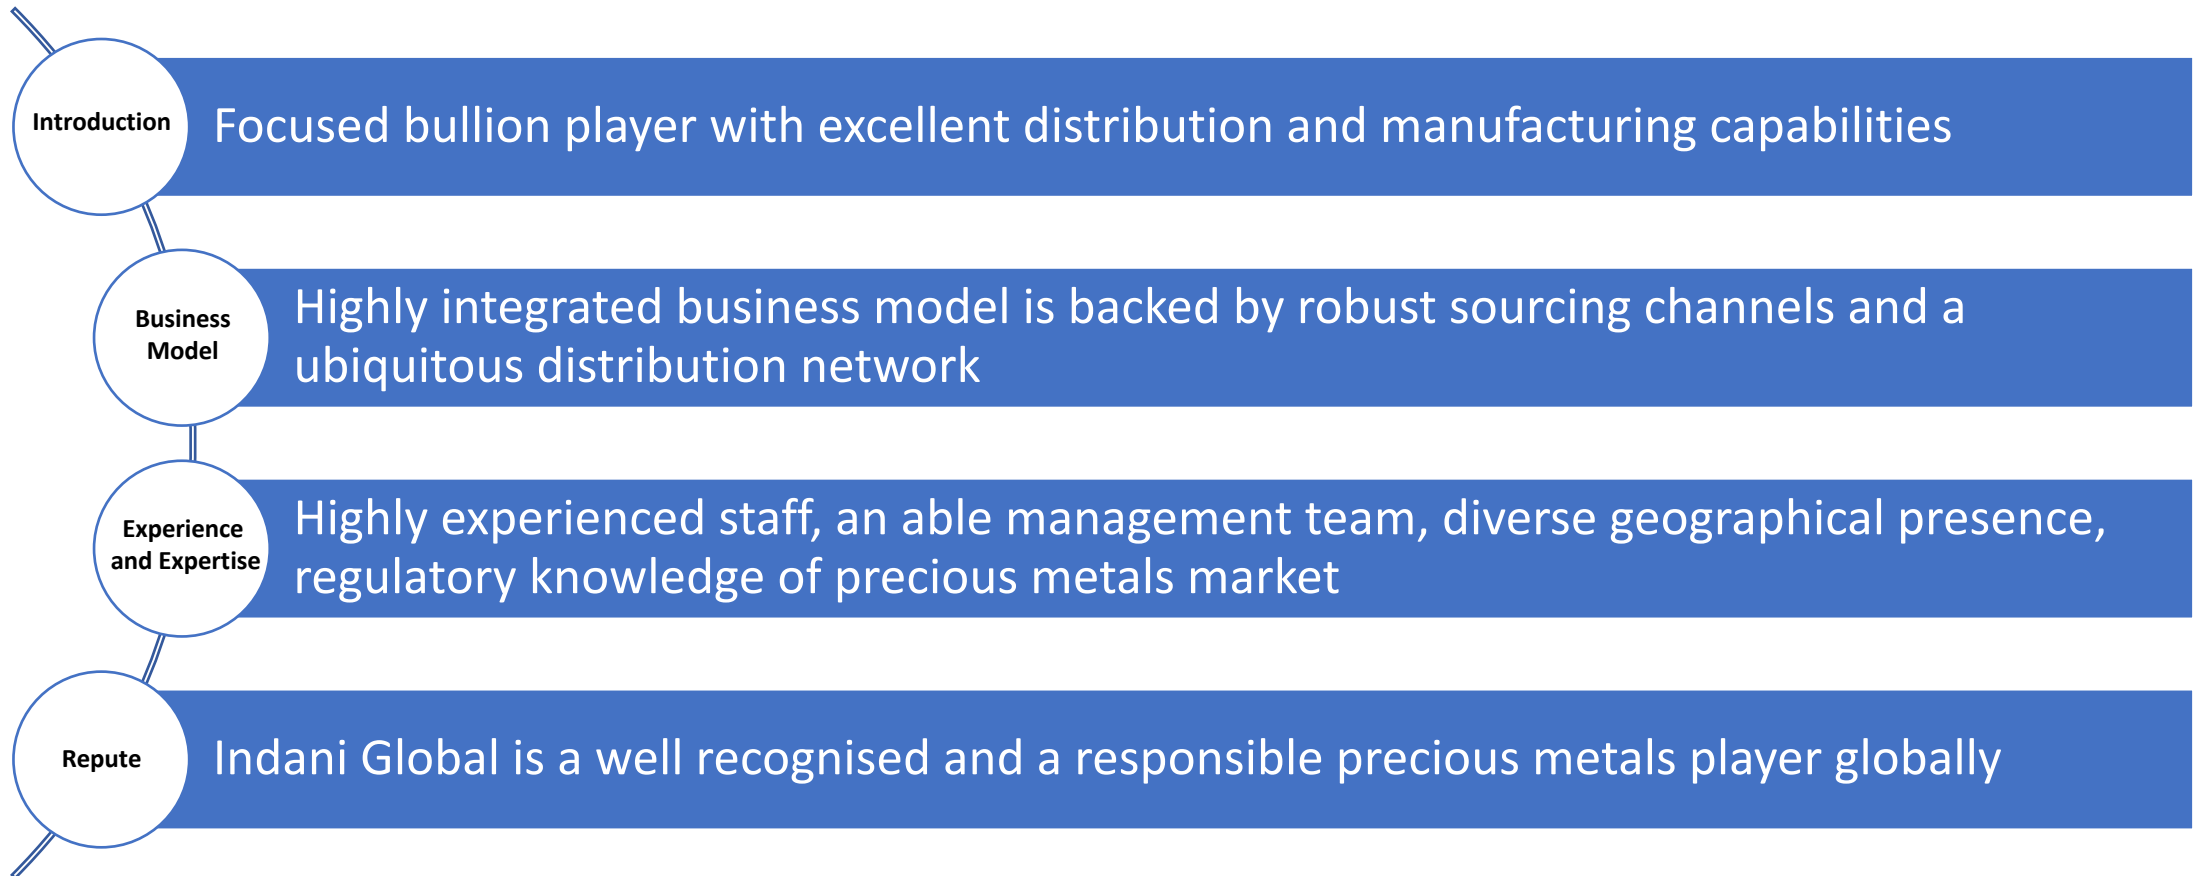 Introduction
Focused bullion player with excellent distribution and manufacturing capabilities
Business
Model
Highly integrated business model is backed by robust sourcing channels and a
ubiquitous distribution network
Experience
and Expertise
Highly experienced staff, an able management team, diverse geographical presence,
regulatory knowledge of precious metals market
Repute
Indani Global is a well recognised and a responsible precious metals player globally